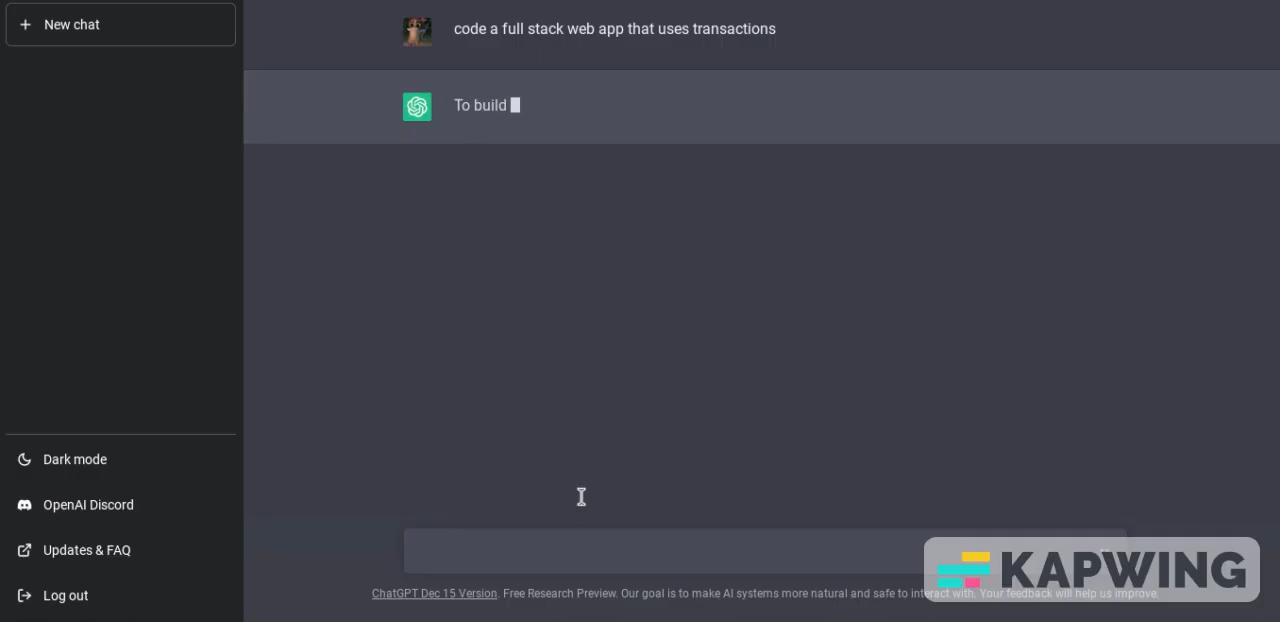 New chat
code a full stack web app that uses transactions
To build
Dark mode
OpenAI Discord
Updates & FAQ
Log out
KAPWING
ChatGPT Dec 15 Version. Free Research Preview. Our goal is to make AI systems more natural and safe to interact with. Your feedback will help us improve.